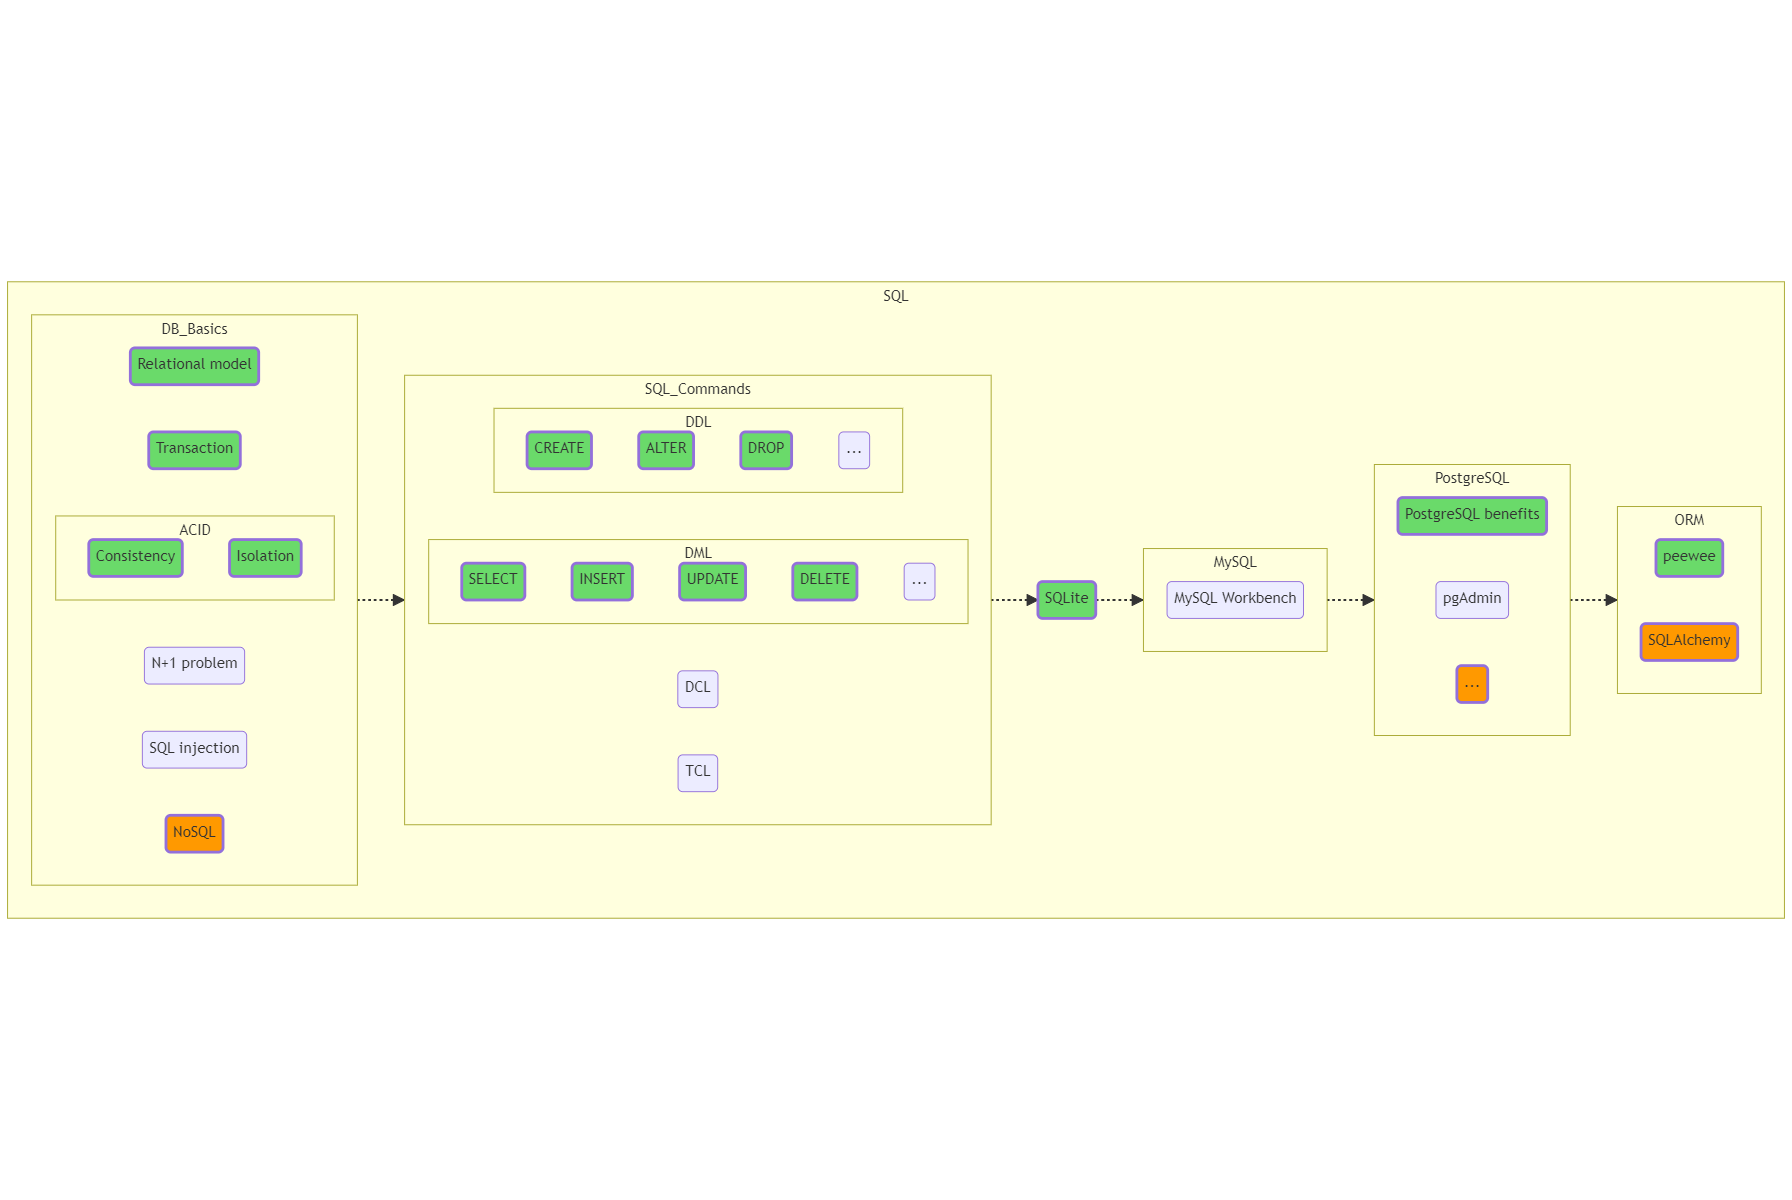 SQL
DB_Basics
Relational model
Transaction
ACID
Consistency
Isolation
N+1 problem
SQL injection
NoSQL
SQL_Commands
DDL
CREATE
ALTER
DROP
...
DML
SELECT
INSERT
UPDATE
DELETE
...
DCL
TCL
SQLite
MySQL
MySQL Workbench
PostgreSQL
PostgreSQL benefits
pgAdmin
...
ORM
peewee
SQLAlchemy